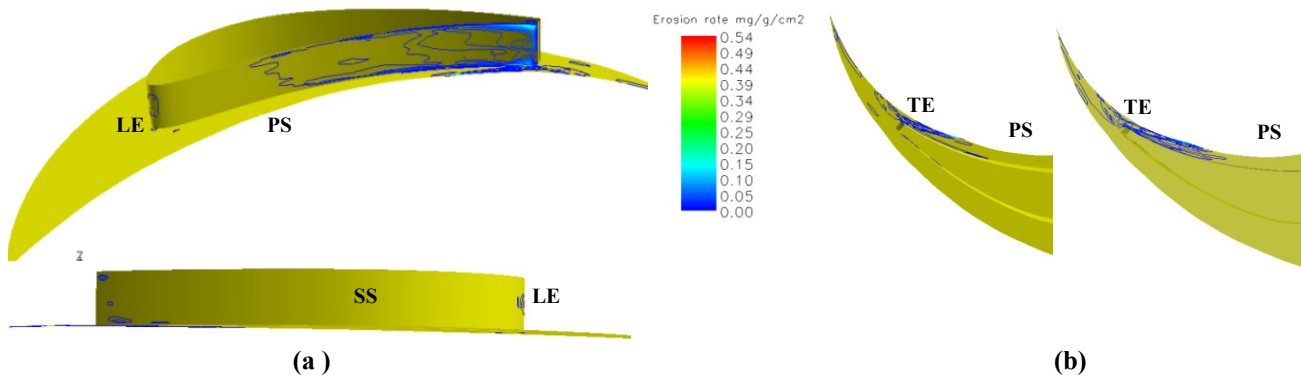 Erosion rate mg/g/cm2
0.54
0.49
0.44
0.39
0.34
0.29
0.24
0.20
0.15
0.10
0.05
0.00
LE
PS
Z
SS
LE
(a )
TE
PS
TE
PS
(b)